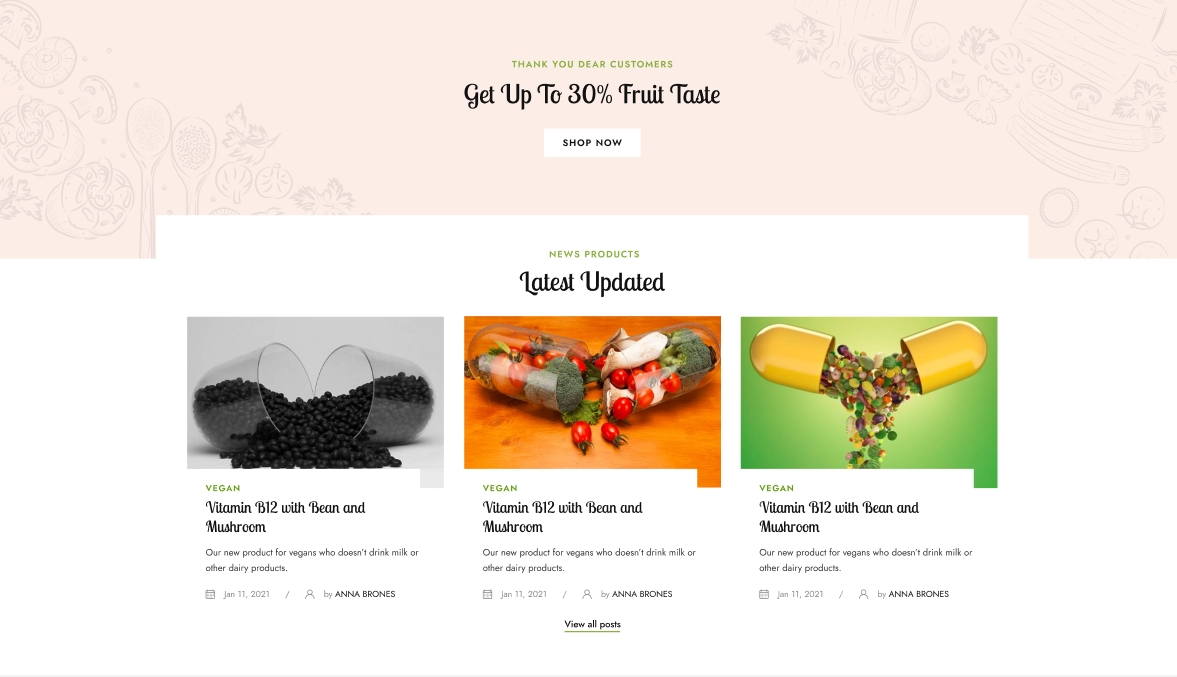 THANK YOU DEAR CUSTOMERS
Get Up To 30% Fruit Taste
SHOP NOW
NEWS PRODUCTS
Latest Updated
VEGAN
Vitamin B12 with Bean and
Mushroom
Our new product for vegans who doesn't drink milk or
other dairy products.
Jan 11, 2021 / by ANNA BRONES
VEGAN
Vitamin B12 with Bean and
Mushroom
Our new product for vegans who doesn't drink milk or
other dairy products.
Jan 11, 2021 / by ANNA BRONES
VEGAN
Vitamin B12 with Bean and
Mushroom
Our new product for vegans who doesn't drink milk or
other dairy products.
Jan 11, 2021 / by ANNA BRONES
View all posts